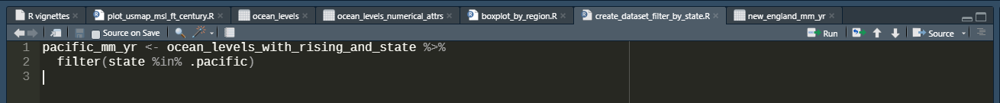 R vignettes plot_usmap_msl_ft_century.R ocean_levels ocean_levels_numerical_attrs boxplot_by_region.R create_dataset_filter_by_state.R new_england_mm_yr
Source on Save Run Source
1 pacific_mm_yr <- ocean_levels_with_rising_and_state %>%
2 filter(state %in% .pacific)
3